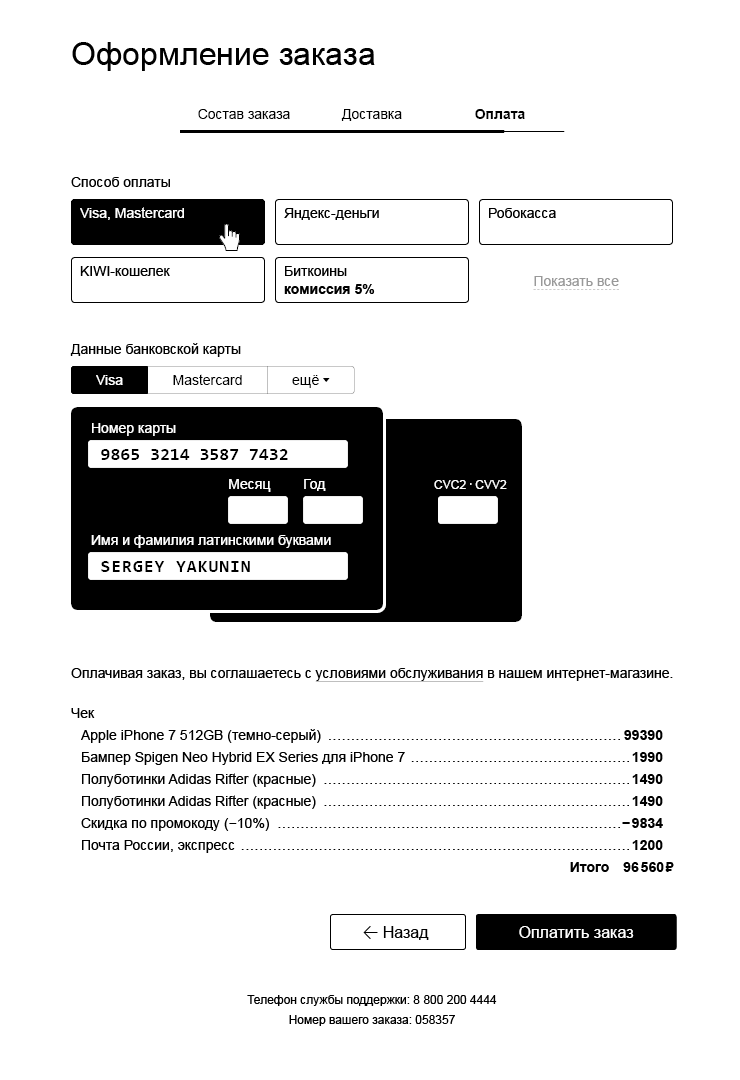 Оформление заказа
Состав заказа Доставка Оплата
Способ оплаты
Visa, Mastercard Яндекс-деньги Робокасса
KIWI-кошелек Биткоины
комиссия 5%
Показать все
Данные банковской карты
Visa Mastercard ещё
Номер карты
9865 3214 3587 7432
Месяц Год CVC2 · CVV2
Имя и фамилия латинскими буквами
SERGEY YAKUNIN
Оплачивая заказ, вы соглашаетесь с условиями обслуживания в нашем интернет-магазине.
Чек
Apple iPhone 7 512GB (темно-серый) 99390
Бампер Spigen Neo Hybrid EX Series для iPhone 7 1990
Полуботинки Adidas Rifter (красные) 1490
Полуботинки Adidas Rifter (красные) 1490
Скидка по промокоду (−10%) −9834
Почта России, экспресс 1200
Итого 96 560 ₽
← Назад Оплатить заказ
Телефон службы поддержки: 8 800 200 4444
Номер вашего заказа: 058357